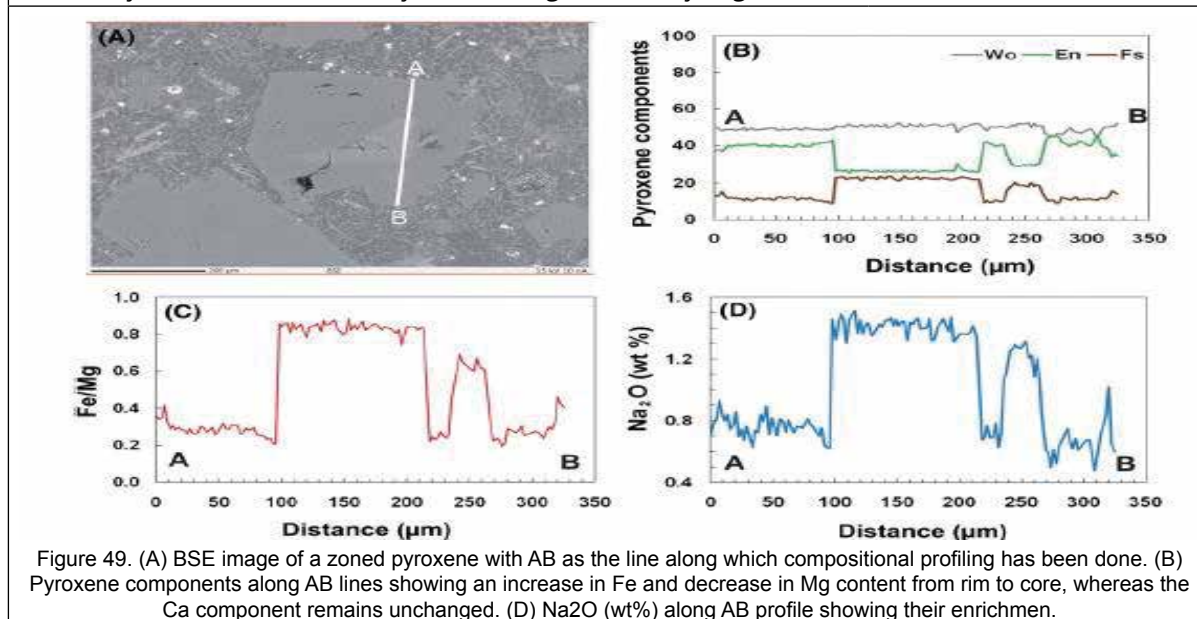 (A)
A
B
(B)
Wo En Fs
A
B
Pyroxene components
100
80
60
40
20
0
0 50 100 150 200 250 300 350
Distance (µm)
(C)
Fe/Mg
1.0
0.8
0.6
0.4
0.2
0.0
A
B
0 50 100 150 200 250 300 350
Distance (µm)
(D)
Na2O (wt %)
1.6
1.2
0.8
0.4
A
B
0 50 100 150 200 250 300 350
Distance (µm)
Figure 49. (A) BSE image of a zoned pyroxene with AB as the line along which compositional profiling has been done. (B)
Pyroxene components along AB lines showing an increase in Fe and decrease in Mg content from rim to core, whereas the
Ca component remains unchanged. (D) Na2O (wt%) along AB profile showing their enrichmen.